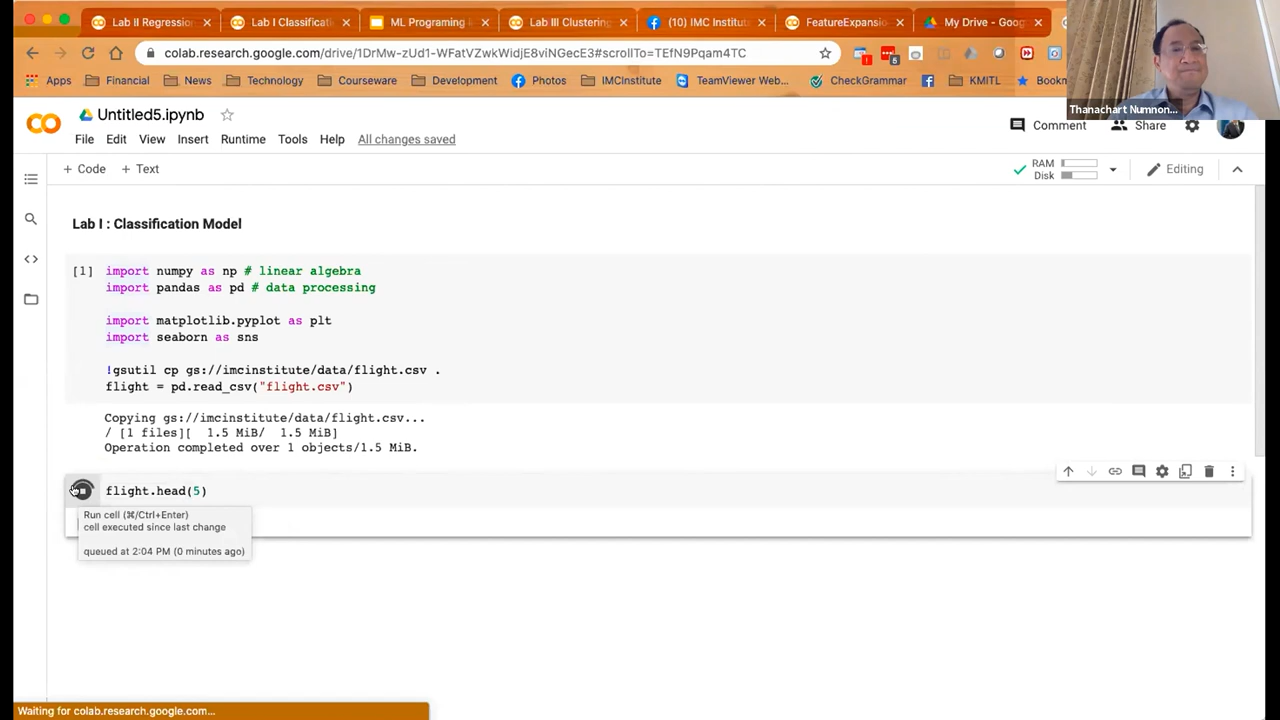 Lab II Regressi
Lab I Classificati
ML Programing I
Lab III Clustering
(10) IMC Institut
FeatureExpansi
My Drive - Goog
colab.research.google.com/drive/1DrMw-zUd1-WFatVZwkWidjE8viNGecE3#scrollTo=TEfN9Pqam4TC
Apps
Financial
News
Technology
Courseware
Development
Photos
IMCInstitute
TeamViewer Web...
CheckGrammar
KMITL
Bookm
Thanachart Numnon...
Untitled5.ipynb
File Edit View Insert Runtime Tools Help All changes saved
Comment
Share
+ Code + Text
RAM
Disk
Editing
Lab I : Classification Model
[1] import numpy as np # linear algebra
import pandas as pd # data processing
import matplotlib.pyplot as plt
import seaborn as sns
!gsutil cp gs://imcinstitute/data/flight.csv .
flight = pd.read_csv("flight.csv")
Copying gs://imcinstitute/data/flight.csv...
/ [1 files][ 1.5 MiB/ 1.5 MiB]
Operation completed over 1 objects/1.5 MiB.
flight.head(5)
Run cell (⌘/Ctrl+Enter)
cell executed since last change
queued at 2:04 PM (0 minutes ago)
Waiting for colab.research.google.com...